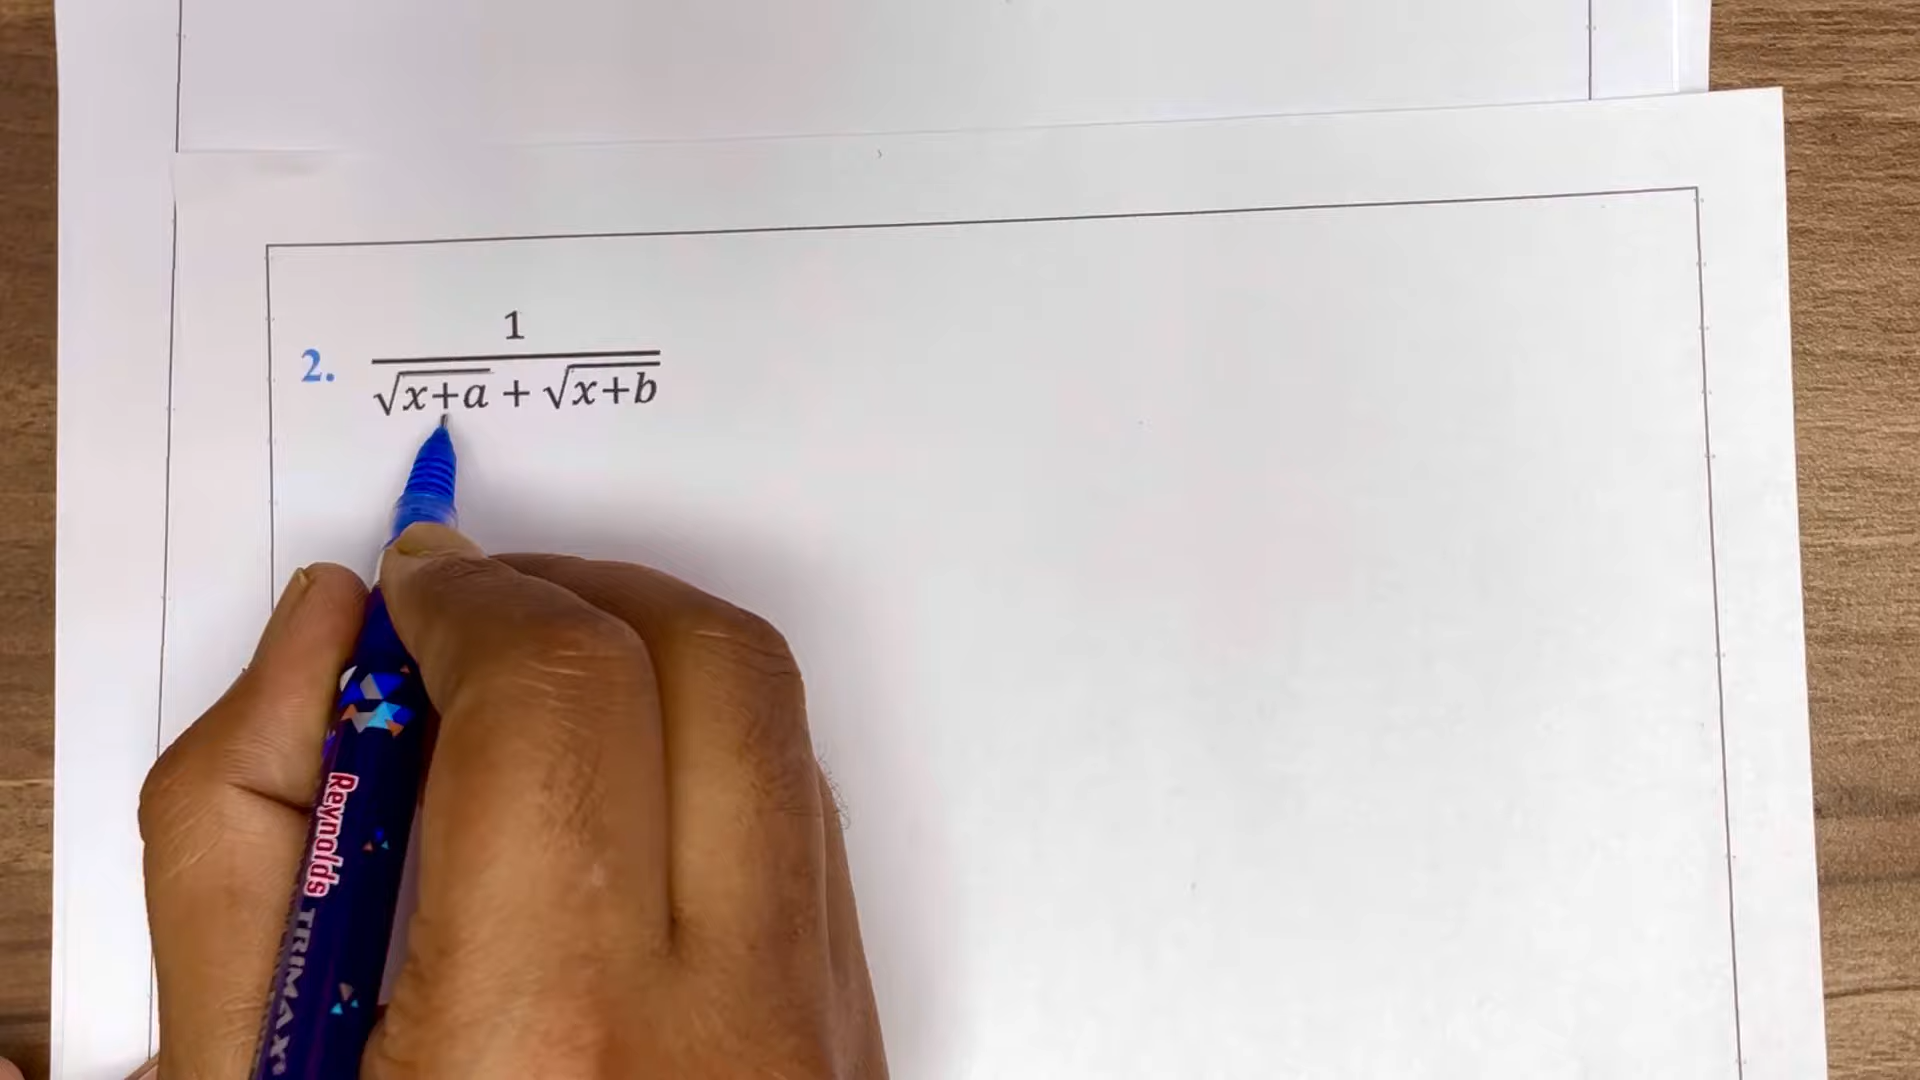 2. 1/(√x+a + √x+b)
Reynolds TRIMAX